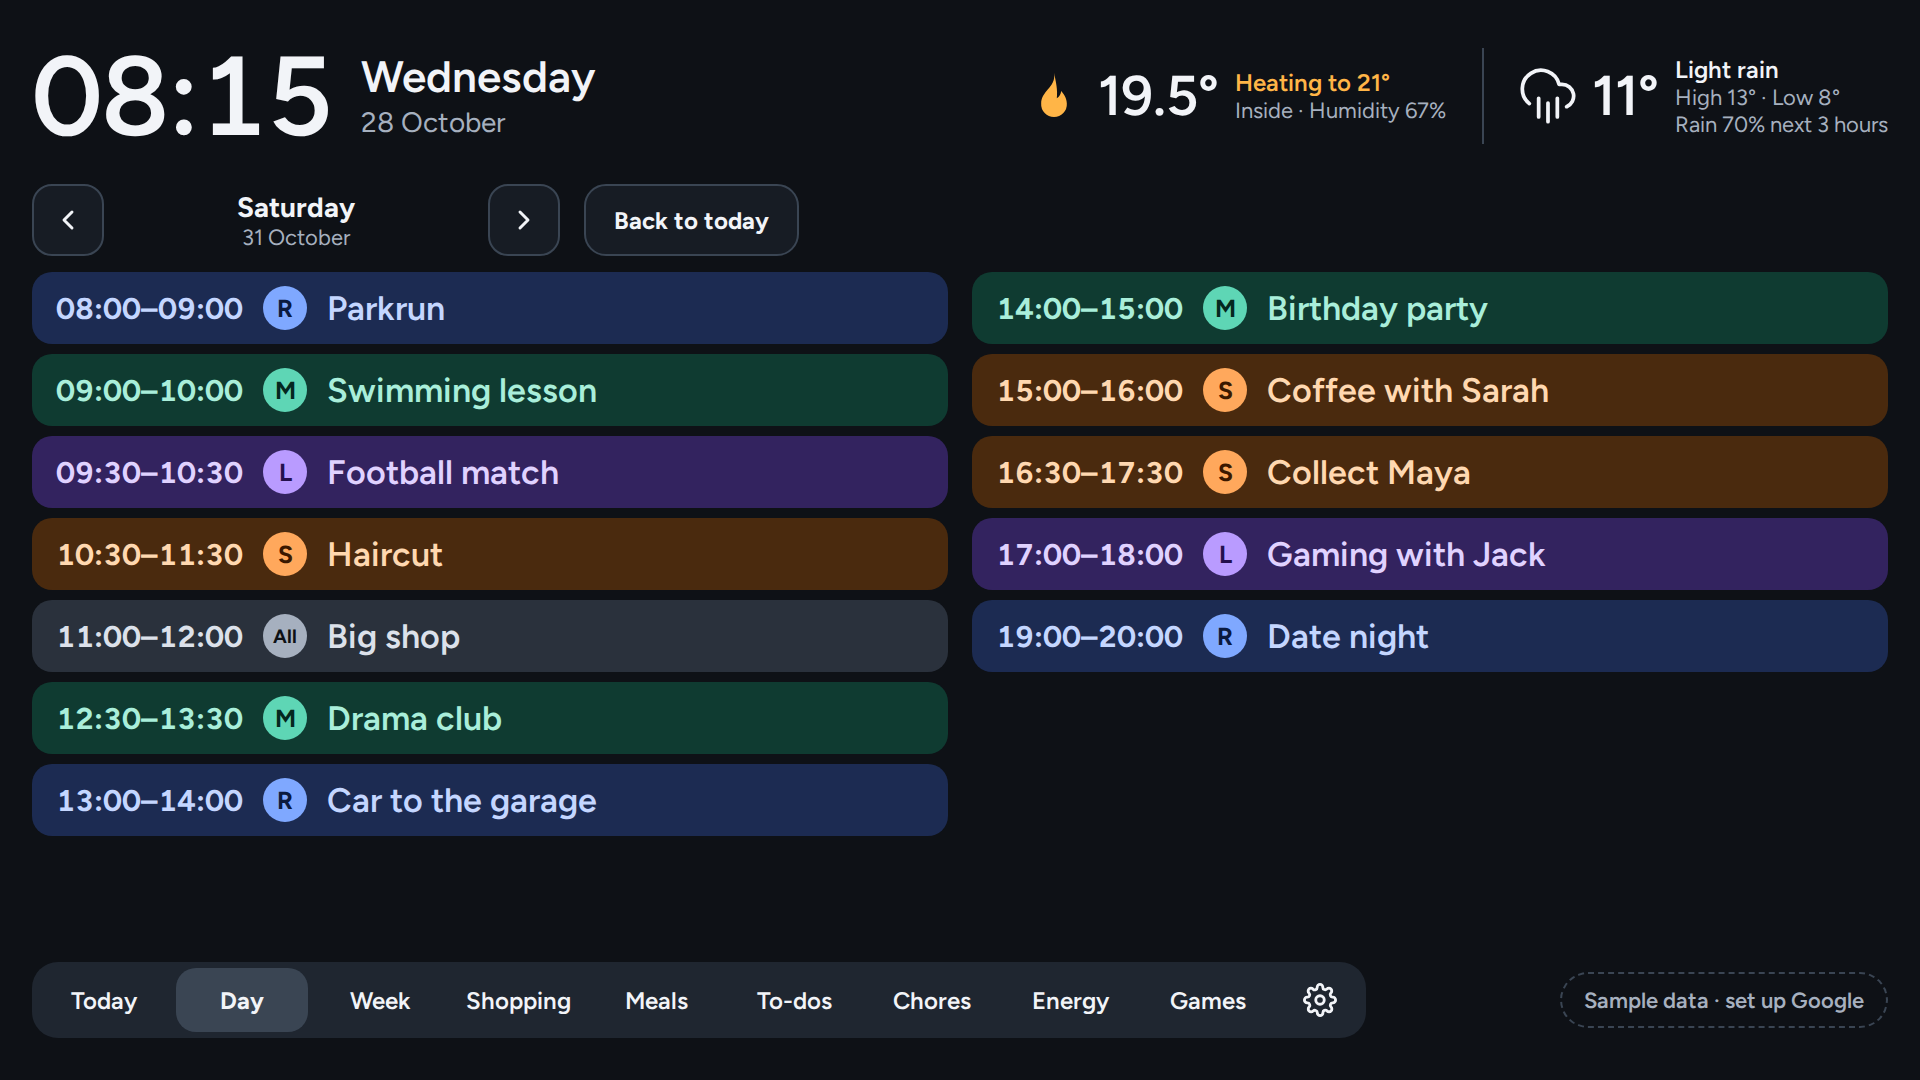 08:15
Wednesday
28 October
19.5°
Heating to 21°
Inside · Humidity 67%
11°
Light rain
High 13° · Low 8°
Rain 70% next 3 hours
Saturday
31 October
Back to today
08:00–09:00 R Parkrun
09:00–10:00 M Swimming lesson
09:30–10:30 L Football match
10:30–11:30 S Haircut
11:00–12:00 All Big shop
12:30–13:30 M Drama club
13:00–14:00 R Car to the garage
14:00–15:00 M Birthday party
15:00–16:00 S Coffee with Sarah
16:30–17:30 S Collect Maya
17:00–18:00 L Gaming with Jack
19:00–20:00 R Date night
Today Day Week Shopping Meals To-dos Chores Energy Games
Sample data · set up Google